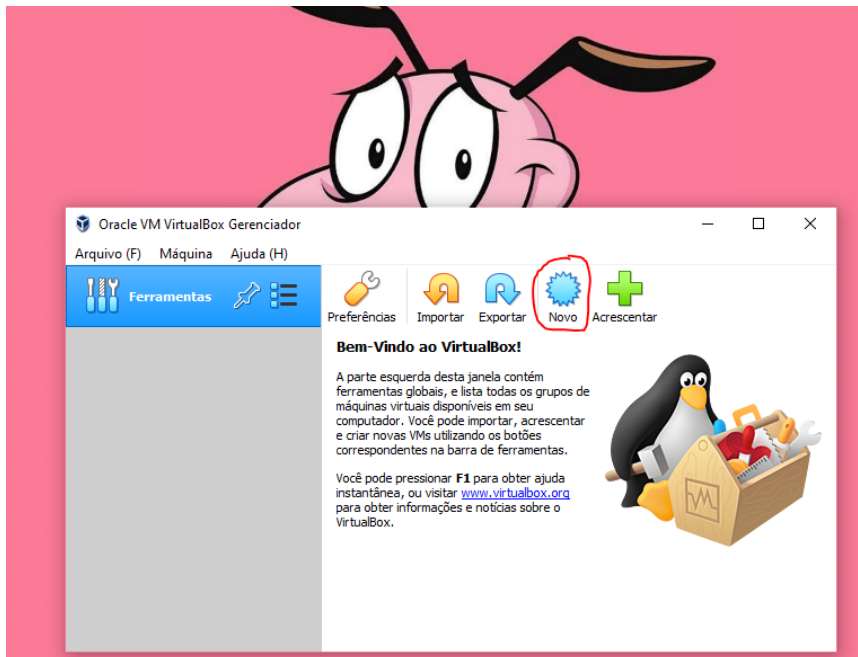 Oracle VM VirtualBox Gerenciador
Arquivo (F) Máquina Ajuda (H)
Ferramentas
Preferências Importar Exportar Novo Acrescentar
Bem-Vindo ao VirtualBox!
A parte esquerda desta janela contém
ferramentas globais, e lista todas os grupos de
máquinas virtuais disponíveis em seu
computador. Você pode importar, acrescentar
e criar novas VMs utilizando os botões
correspondentes na barra de ferramentas.
Você pode pressionar F1 para obter ajuda
instantânea, ou visitar www.virtualbox.org
para obter informações e notícias sobre o
VirtualBox.